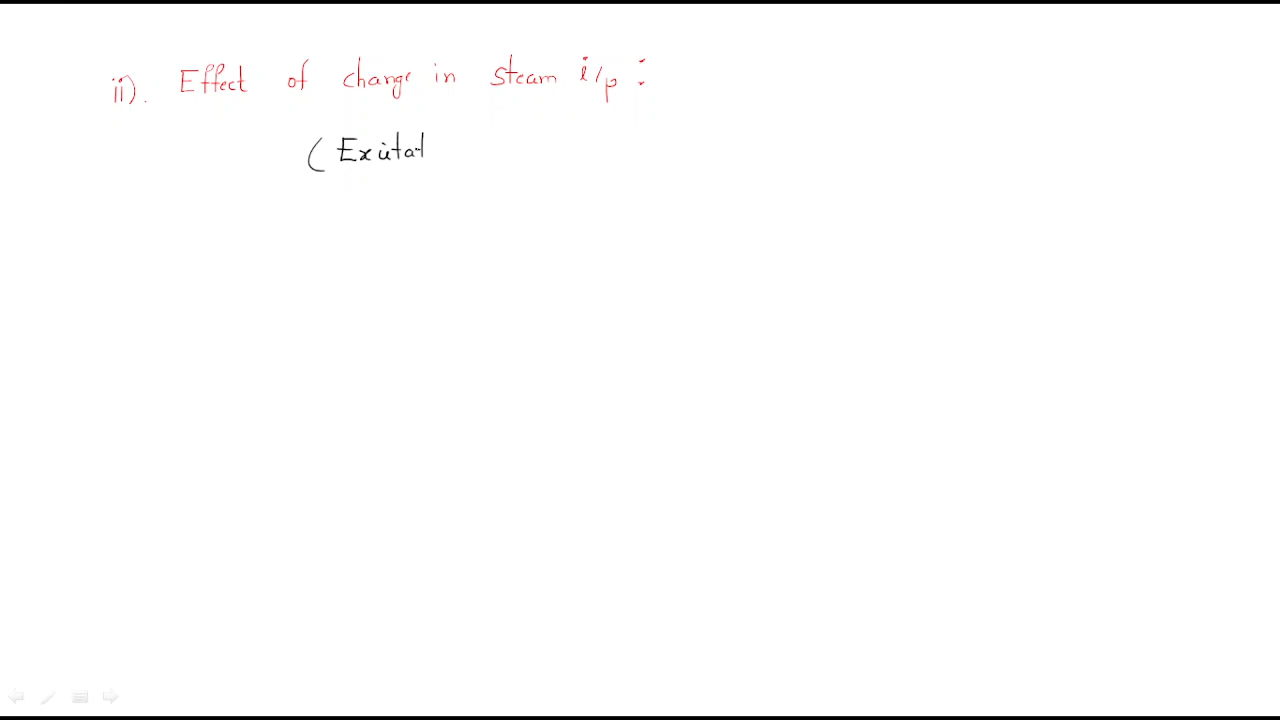 ii). Effect of change in steam i/p :
( Excitat